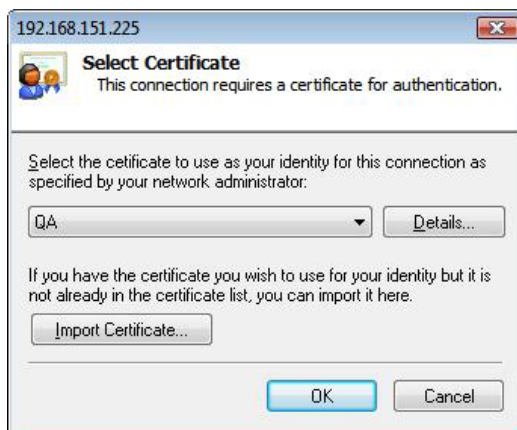 192.168.151.225
Select Certificate
This connection requires a certificate for authentication.
Select the cetificate to use as your identity for this connection as
specified by your network administrator:
QA
Details...
If you have the certificate you wish to use for your identity but it is
not already in the certificate list, you can import it here.
Import Certificate...
OK
Cancel